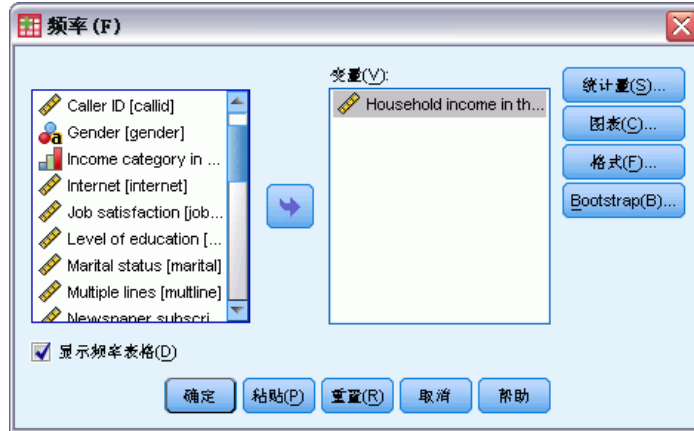 频率(F)
变量(V):
Caller ID [callid]
Gender [gender]
Income category in ...
Internet [internet]
Job satisfaction [job...
Level of education [...
Marital status [marital]
Multiple lines [multline]
Newspaper subscri...
Household income in th...
统计量(S)...
图表(C)...
格式(F)...
Bootstrap(B)...
显示频率表格(D)
确定
粘贴(P)
重置(R)
取消
帮助